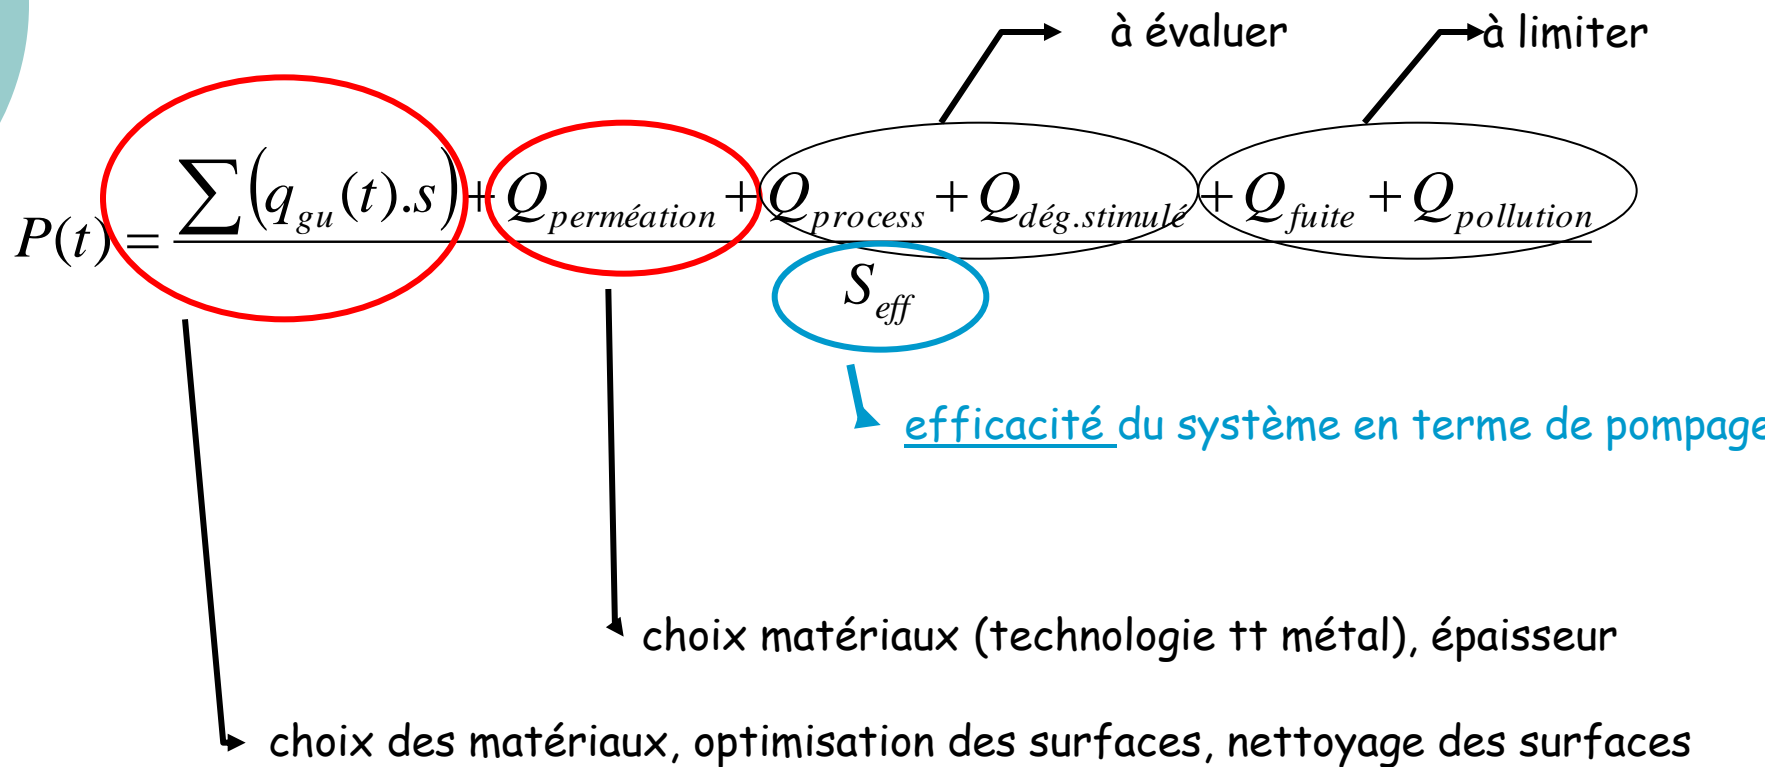 à évaluer
à limiter
P(t) = ∑(q_gu(t).s) + Q_perméation + Q_process + Q_dég.stimulé + Q_fuite + Q_pollution
S_eff
efficacité du système en terme de pompage
choix matériaux (technologie tt métal), épaisseur
choix des matériaux, optimisation des surfaces, nettoyage des surfaces